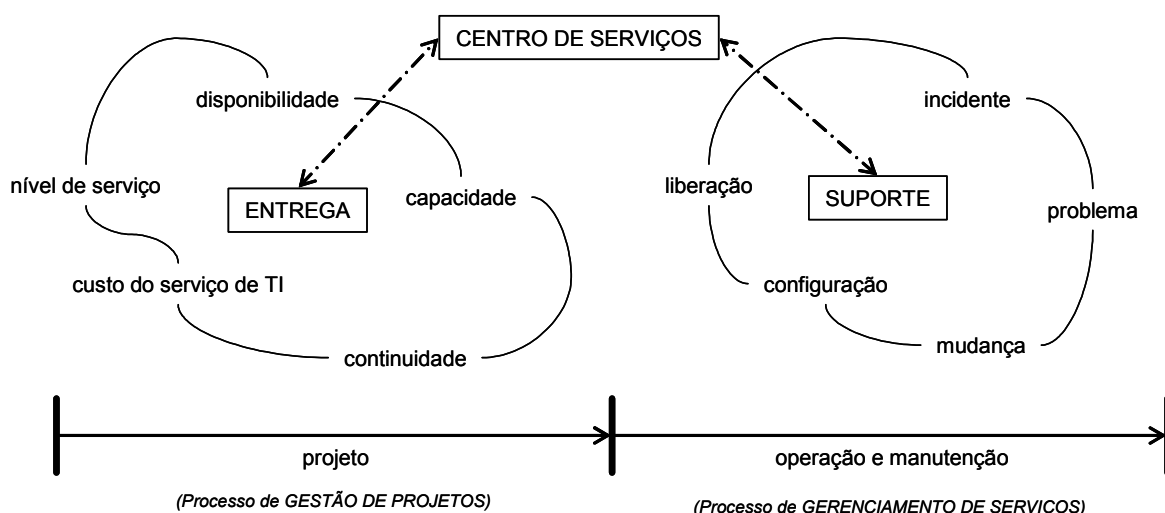 CENTRO DE SERVIÇOS
disponibilidade
incidente
nível de serviço
capacidade
liberação
ENTREGA
SUPORTE
problema
custo do serviço de TI
configuração
continuidade
mudança
projeto
operação e manutenção
(Processo de GESTÃO DE PROJETOS)
(Processo de GERENCIAMENTO DE SERVIÇOS)